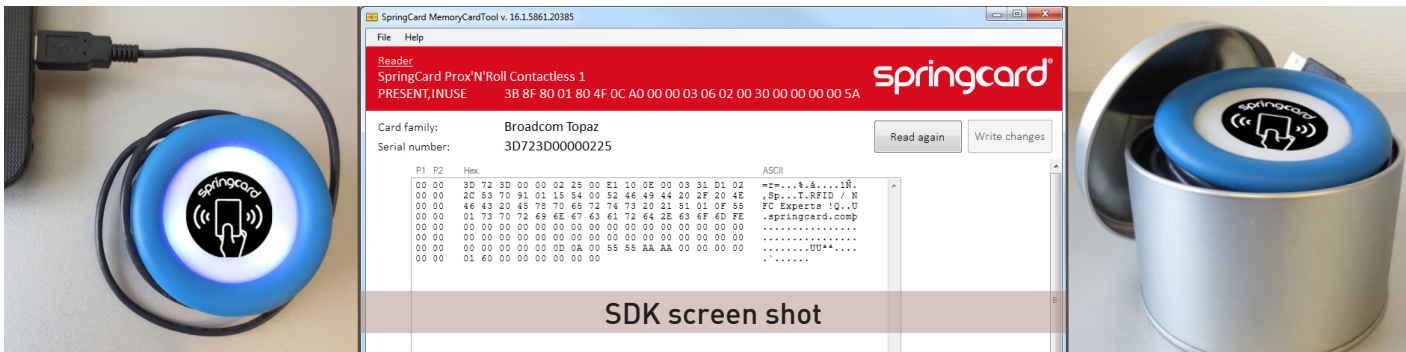 springcard
SpringCard MemoryCardTool v. 16.1.5861.20385
File Help
Reader
SpringCard Prox'N'Roll Contactless 1
PRESENT,INUSE 3B 8F 80 01 80 4F 0C A0 00 00 03 06 02 00 30 00 00 00 00 5A
springcard®
Card family: Broadcom Topaz
Serial number: 3D723D00000225
Read again Write changes
P1 P2 Hex. ASCII
00 00 3D 72 3D 00 00 02 25 00 E1 10 0E 00 03 31 D1 02 =r=...%.á....1Ñ.
00 00 2C 53 70 91 01 15 54 00 52 46 49 44 20 2F 20 4E ,Sp...T.RFID / N
00 00 46 43 20 45 78 70 65 72 74 73 20 21 51 01 0F 55 FC Experts !Q..U
00 00 01 73 70 72 69 6E 67 63 61 72 64 2E 63 6F 6D FE .springcard.comþ
00 00 00 00 00 00 00 00 00 00 00 00 00 00 00 00 00 00 ................
00 00 00 00 00 00 00 00 00 00 00 00 00 00 00 00 00 00 ................
00 00 00 00 00 00 00 0D 0A 00 55 55 AA AA 00 00 00 00 ........UUªª....
00 00 01 60 00 00 00 00 00 00 .`......
SDK screen shot
springcard